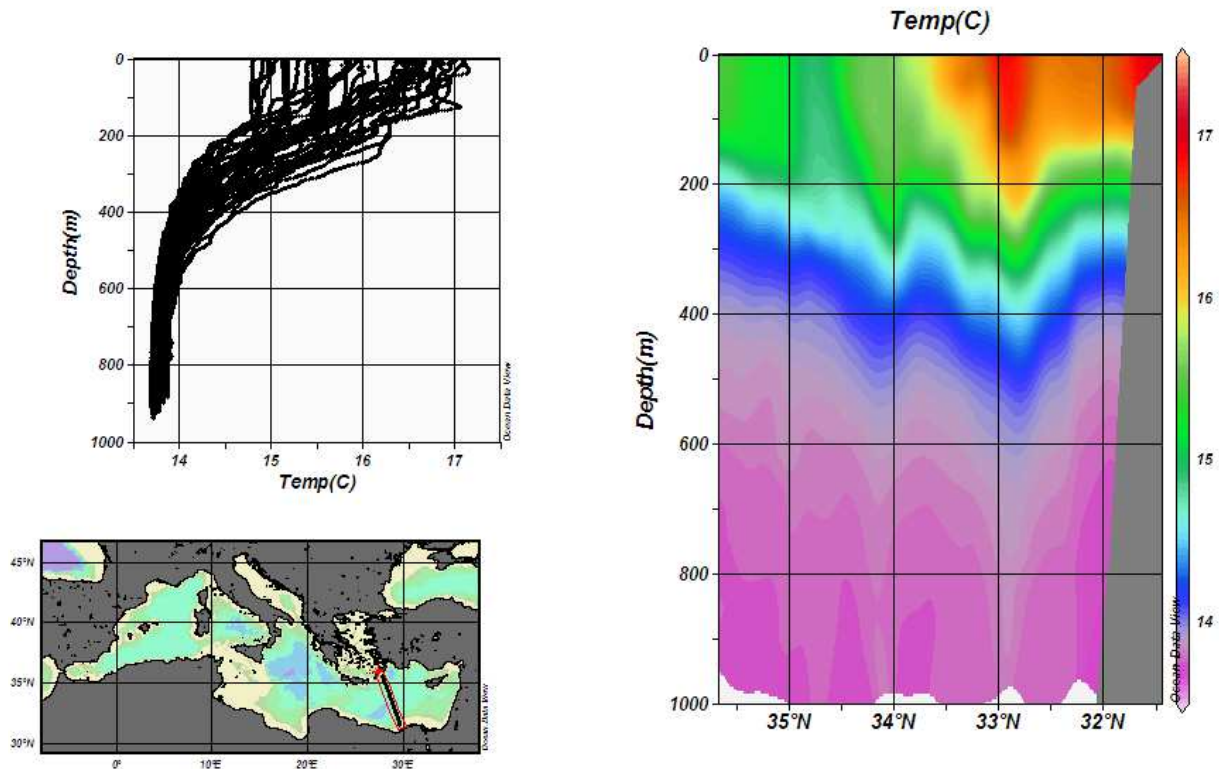 0
200
400
600
800
1000
Depth(m)
14
15
16
17
Temp(C)
Ocean Data View
45°N
40°N
35°N
30°N
0°
10°E
20°E
30°E
Ocean Data View
Temp(C)
0
200
400
600
800
1000
Depth(m)
35°N
34°N
33°N
32°N
17
16
15
14
Ocean Data View